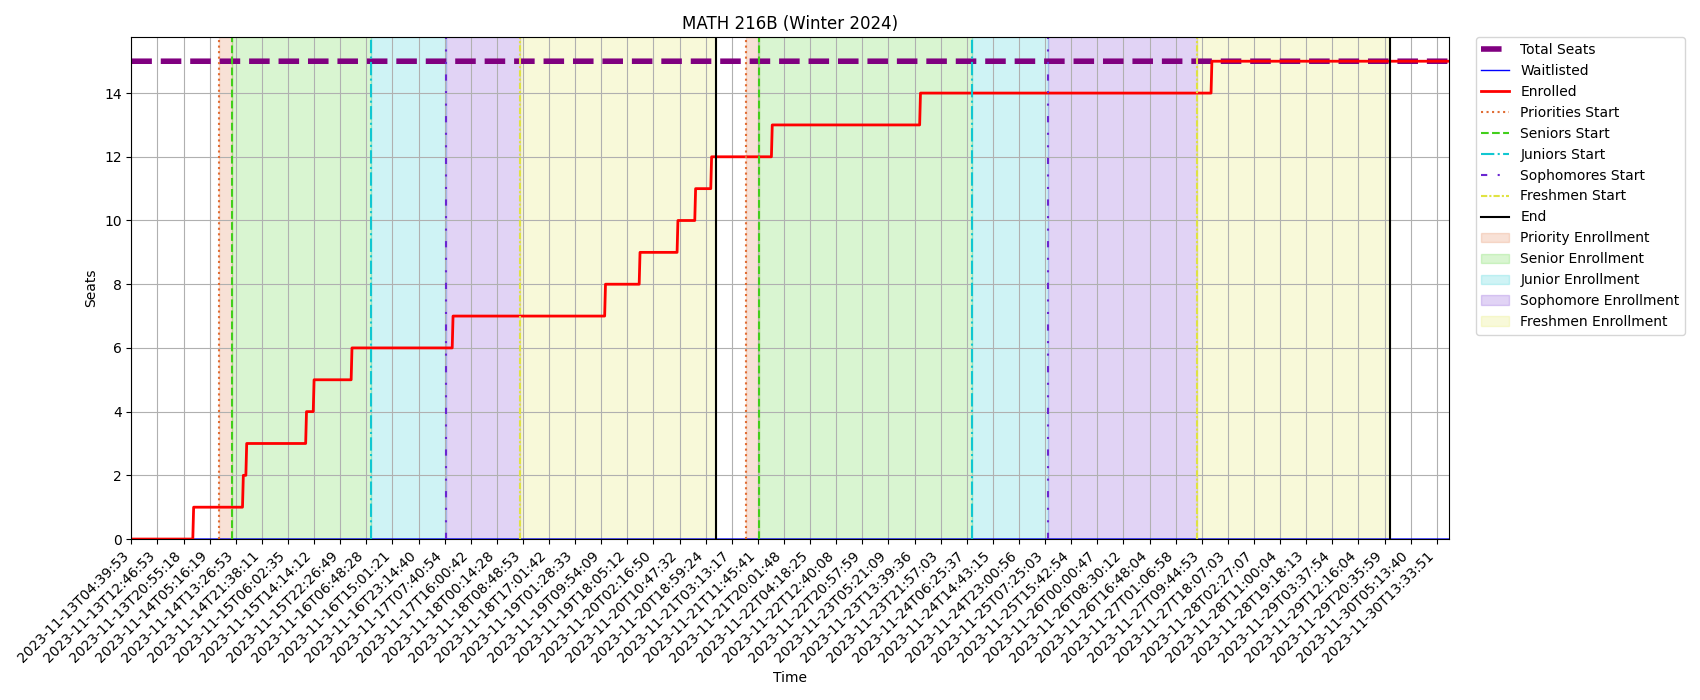 MATH 216B (Winter 2024)
Seats
14
12
10
8
6
4
2
0
2023-11-13T04:39:53
2023-11-13T12:46:53
2023-11-13T20:55:18
2023-11-14T05:16:19
2023-11-14T13:26:53
2023-11-14T21:38:11
2023-11-15T06:02:35
2023-11-15T14:14:12
2023-11-15T22:26:49
2023-11-16T06:48:28
2023-11-16T15:01:21
2023-11-16T23:14:40
2023-11-17T07:40:54
2023-11-17T16:00:42
2023-11-18T00:14:28
2023-11-18T08:48:53
2023-11-18T17:01:42
2023-11-19T01:28:33
2023-11-19T09:54:09
2023-11-19T18:05:12
2023-11-20T02:16:50
2023-11-20T10:47:32
2023-11-20T18:59:24
2023-11-21T03:13:17
2023-11-21T11:45:41
2023-11-21T20:01:48
2023-11-22T04:18:25
2023-11-22T12:40:08
2023-11-22T20:57:59
2023-11-23T05:21:09
2023-11-23T13:39:36
2023-11-23T21:57:03
2023-11-24T06:25:37
2023-11-24T14:43:15
2023-11-24T23:00:56
2023-11-25T07:25:03
2023-11-25T15:42:54
2023-11-26T00:00:47
2023-11-26T08:30:12
2023-11-26T16:48:04
2023-11-27T01:06:58
2023-11-27T09:44:53
2023-11-27T18:07:03
2023-11-28T02:27:07
2023-11-28T11:00:04
2023-11-28T19:18:13
2023-11-29T03:37:54
2023-11-29T12:16:04
2023-11-29T20:35:59
2023-11-30T05:13:40
2023-11-30T13:33:51
Time
Total Seats
Waitlisted
Enrolled
Priorities Start
Seniors Start
Juniors Start
Sophomores Start
Freshmen Start
End
Priority Enrollment
Senior Enrollment
Junior Enrollment
Sophomore Enrollment
Freshmen Enrollment